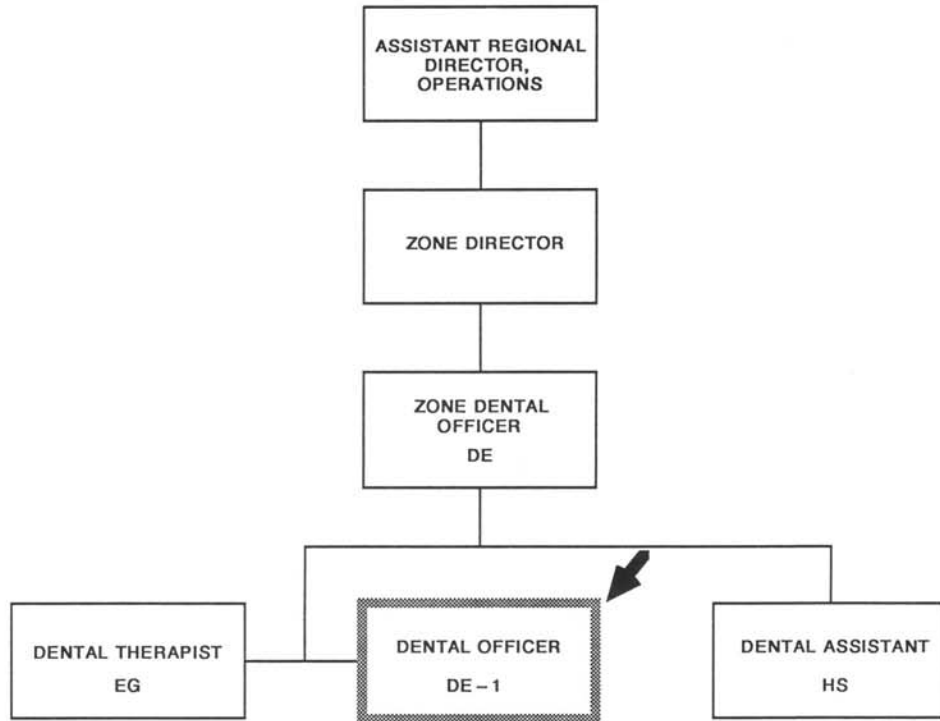 ASSISTANT REGIONAL
DIRECTOR,
OPERATIONS
ZONE DIRECTOR
ZONE DENTAL
OFFICER
DE
DENTAL THERAPIST
EG
DENTAL OFFICER
DE – 1
DENTAL ASSISTANT
HS